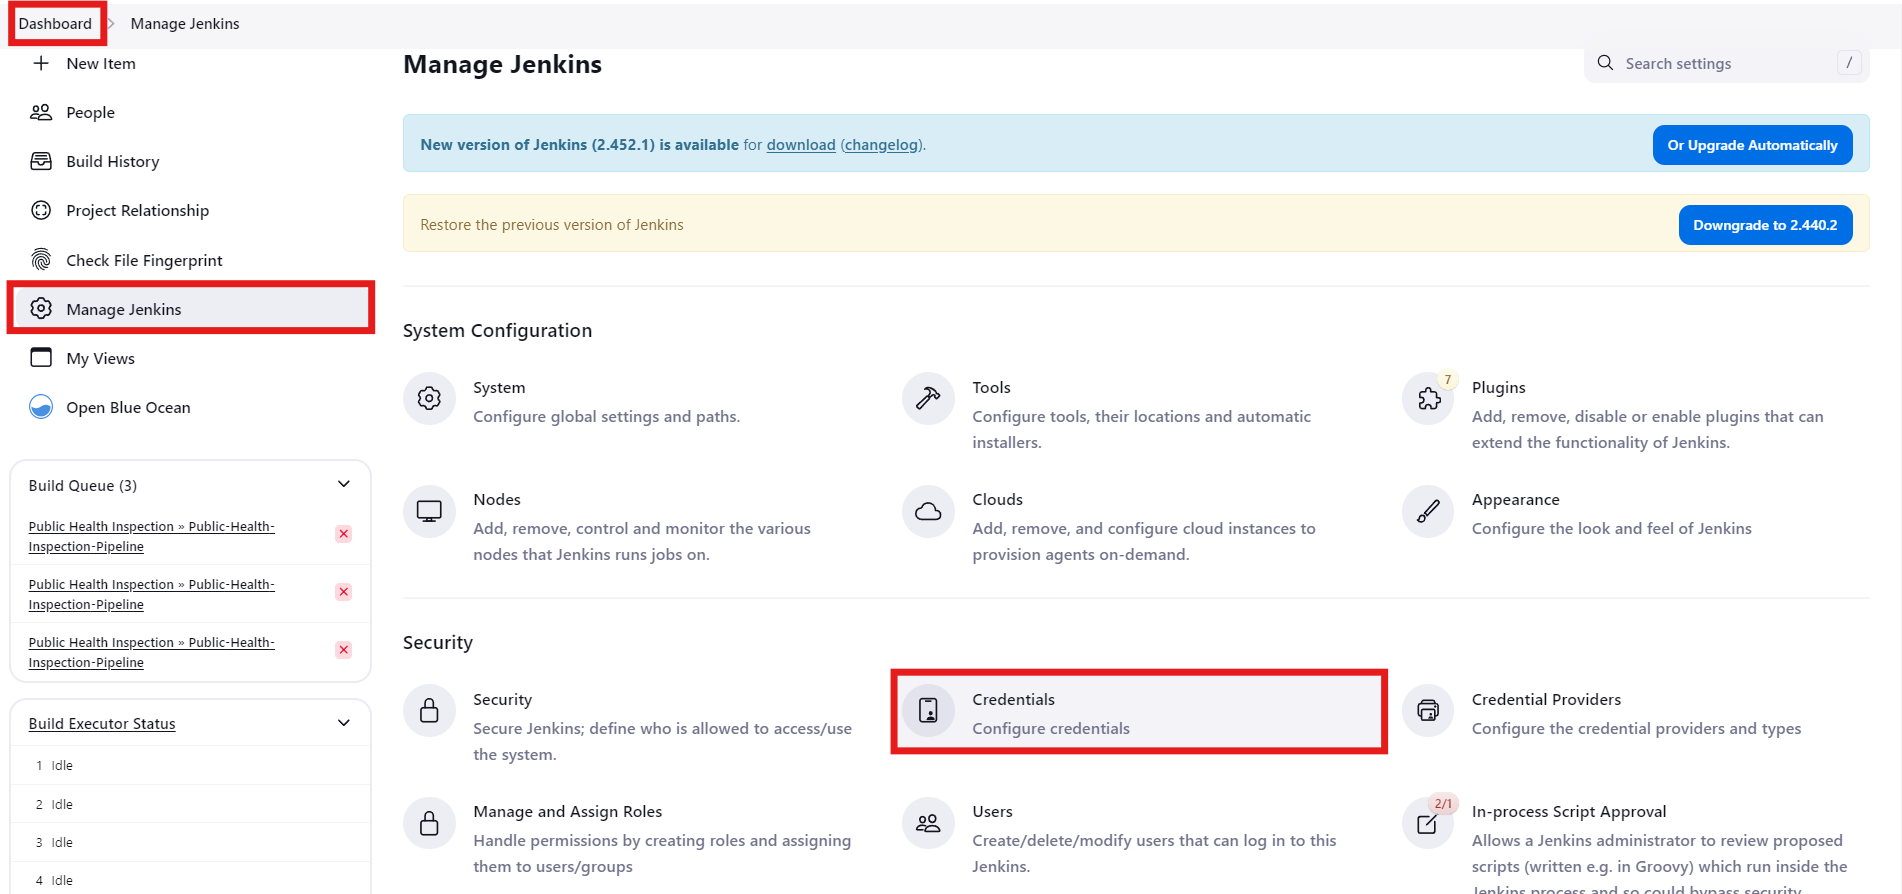 Dashboard > Manage Jenkins
New Item
People
Build History
Project Relationship
Check File Fingerprint
Manage Jenkins
My Views
Open Blue Ocean
Build Queue (3)
Public Health Inspection » Public-Health-
Inspection-Pipeline
Public Health Inspection » Public-Health-
Inspection-Pipeline
Public Health Inspection » Public-Health-
Inspection-Pipeline
Build Executor Status
1 Idle
2 Idle
3 Idle
4 Idle
Manage Jenkins
Search settings /
New version of Jenkins (2.452.1) is available for download (changelog).
Or Upgrade Automatically
Restore the previous version of Jenkins
Downgrade to 2.440.2
System Configuration
System
Configure global settings and paths.
Tools
Configure tools, their locations and automatic
installers.
7
Plugins
Add, remove, disable or enable plugins that can
extend the functionality of Jenkins.
Nodes
Add, remove, control and monitor the various
nodes that Jenkins runs jobs on.
Clouds
Add, remove, and configure cloud instances to
provision agents on-demand.
Appearance
Configure the look and feel of Jenkins
Security
Security
Secure Jenkins; define who is allowed to access/use
the system.
Credentials
Configure credentials
Credential Providers
Configure the credential providers and types
Manage and Assign Roles
Handle permissions by creating roles and assigning
them to users/groups
Users
Create/delete/modify users that can log in to this
Jenkins.
2/1
In-process Script Approval
Allows a Jenkins administrator to review proposed
scripts (written e.g. in Groovy) which run inside the
Jenkins process and so could bypass security